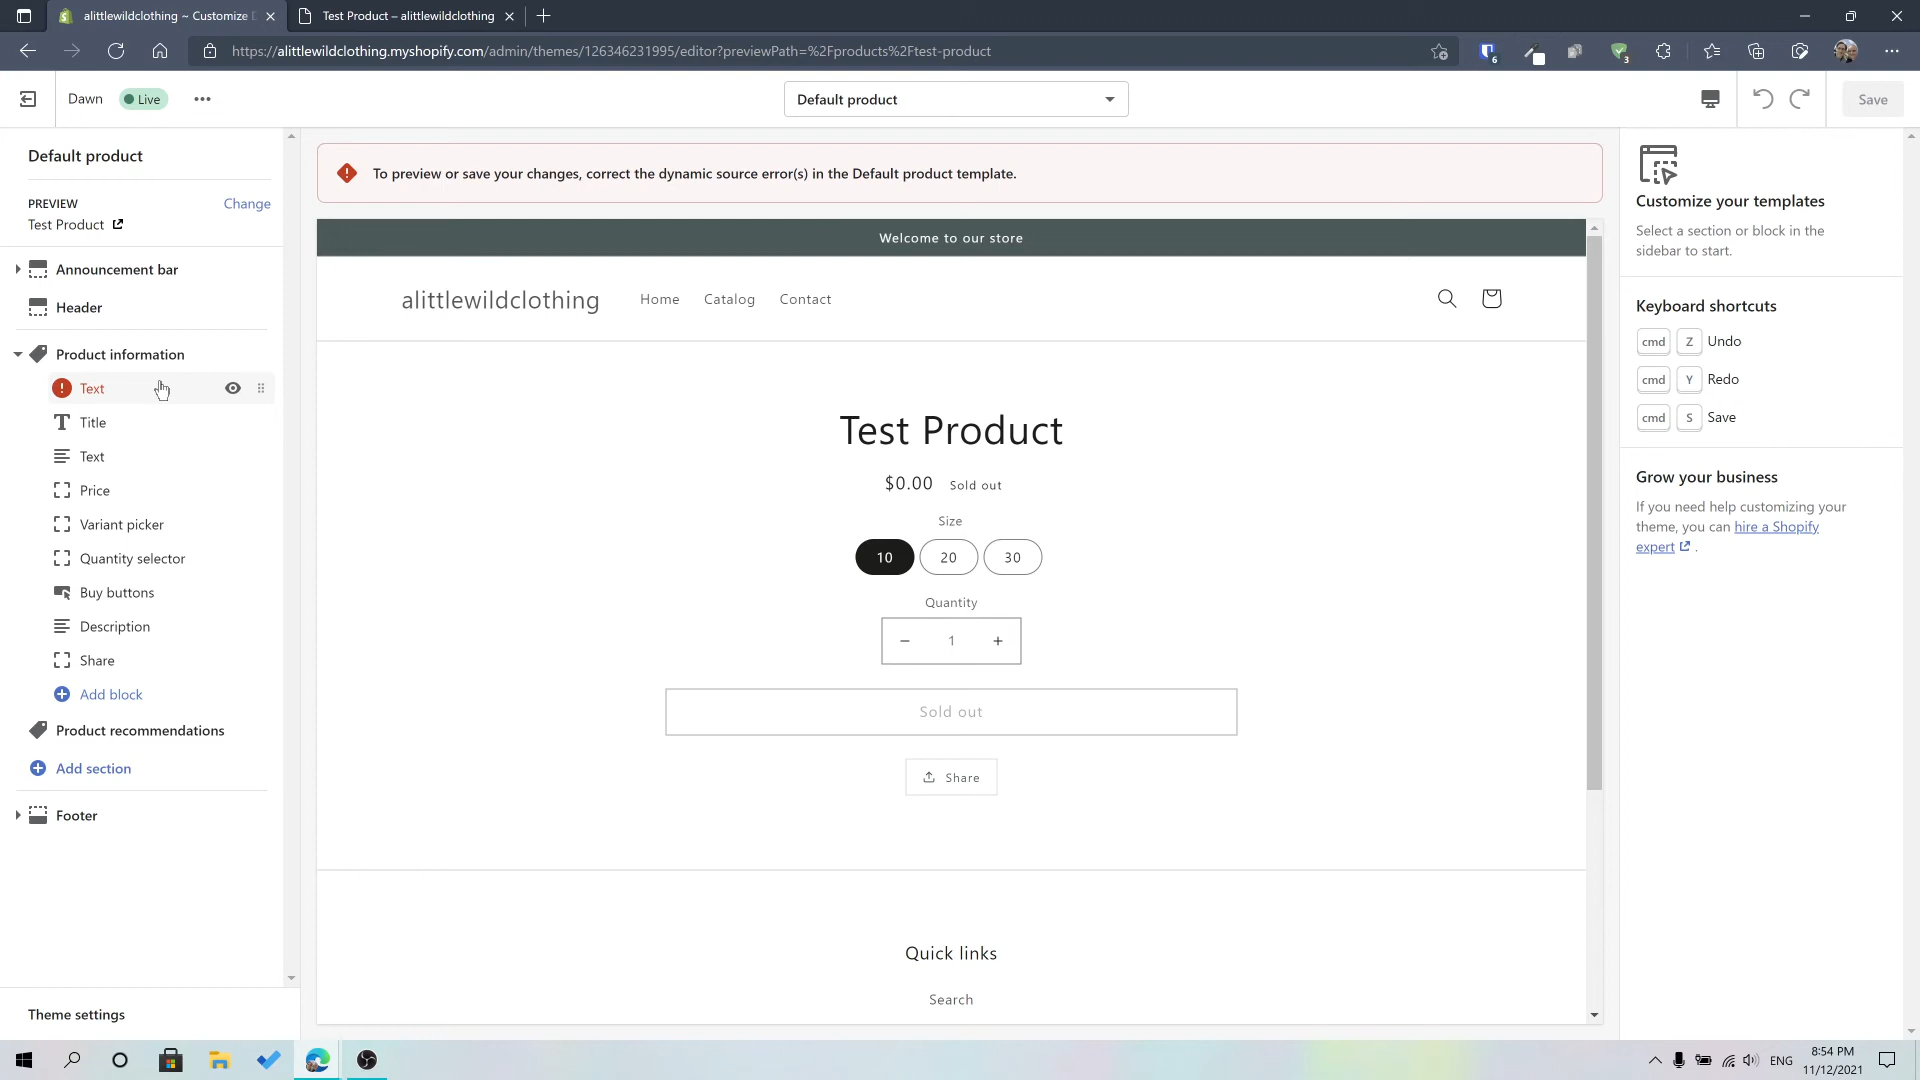 alittlewildclothing ~ Customize D
Test Product – alittlewildclothing
https://alittlewildclothing.myshopify.com/admin/themes/126346231995/editor?previewPath=%2Fproducts%2Ftest-product
6
3
Dawn
Live
Default product
Save
Default product
PREVIEW
Change
Test Product
Announcement bar
Header
Product information
Text
Title
Text
Price
Variant picker
Quantity selector
Buy buttons
Description
Share
Add block
Product recommendations
Add section
Footer
Theme settings
To preview or save your changes, correct the dynamic source error(s) in the Default product template.
Welcome to our store
alittlewildclothing
Home
Catalog
Contact
Test Product
$0.00
Sold out
Size
10
20
30
Quantity
− 1 +
Sold out
Share
Quick links
Search
Customize your templates
Select a section or block in the
sidebar to start.
Keyboard shortcuts
cmd Z Undo
cmd Y Redo
cmd S Save
Grow your business
If you need help customizing your
theme, you can hire a Shopify
expert .
ENG
8:54 PM
11/12/2021